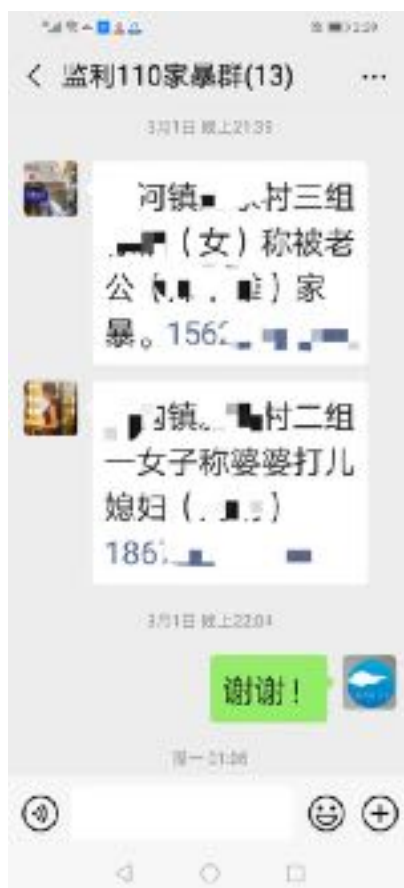 监利110家暴群(13)
3月1日 晚上21:39
河镇 村三组
（女）称被老
公（ ）家
暴。1562
镇 村二组
一女子称婆婆打儿
媳妇（ ）
186
3月1日 晚上22:04
谢谢！
周一 01:06